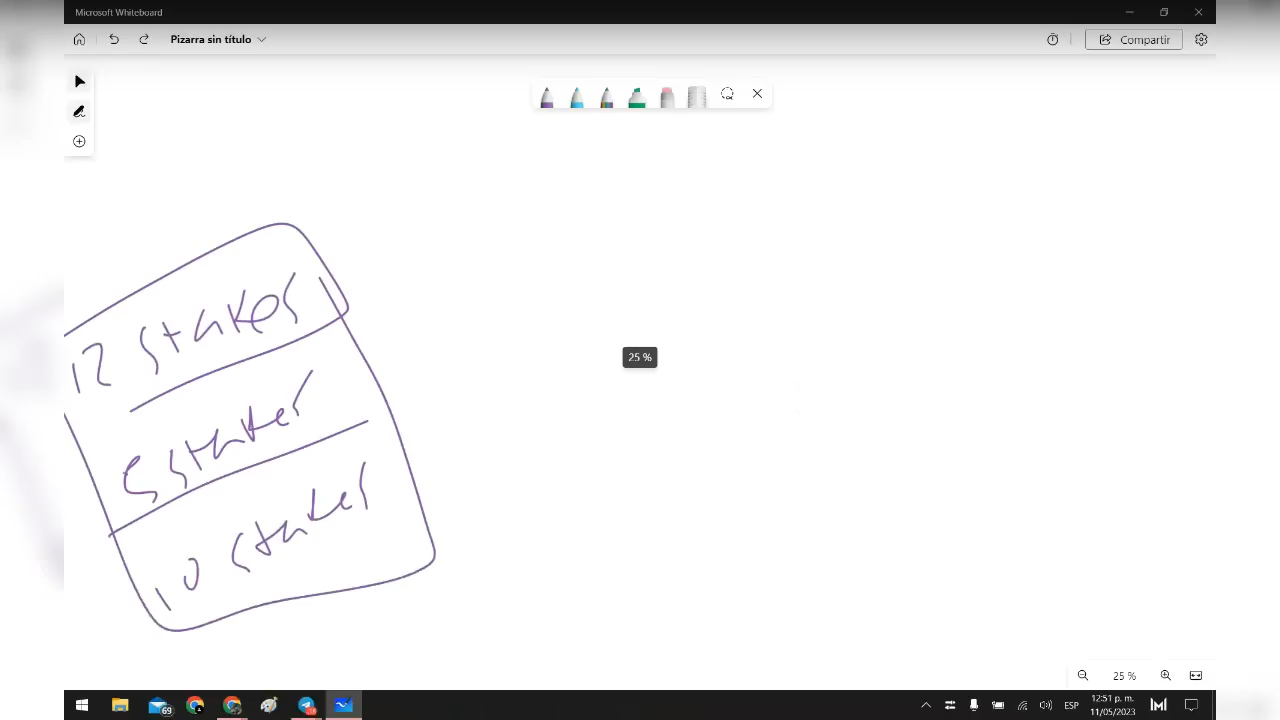 Microsoft Whiteboard
Pizarra sin título
Compartir
12 stakes
5 stakes
10 stakes
25 %
25 %
69
ESP
12:51 p. m.
11/05/2023